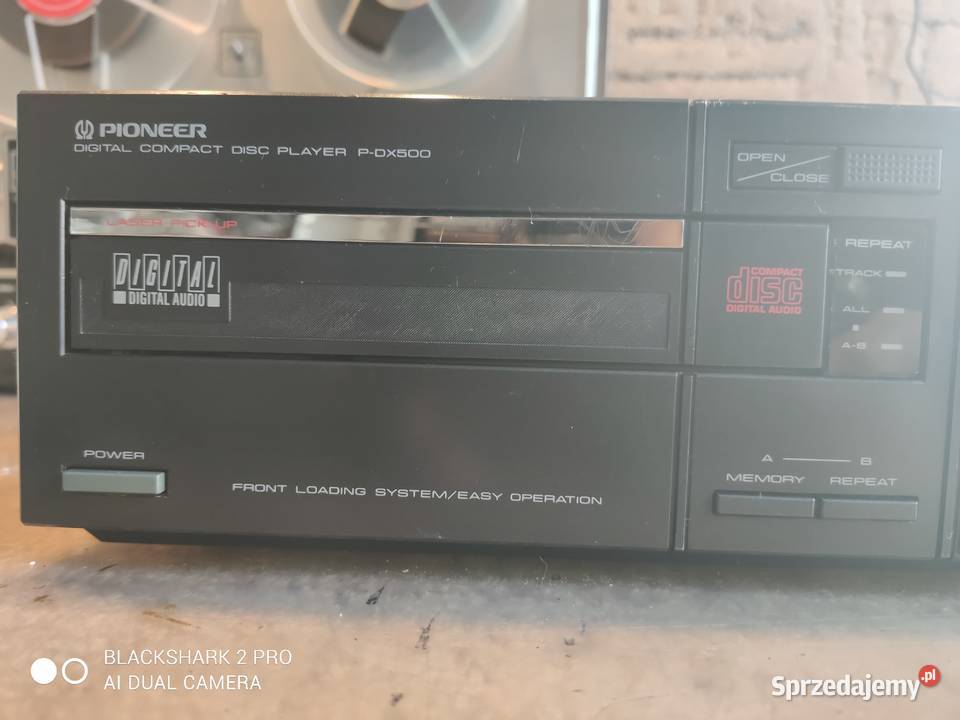 PIONEER
DIGITAL COMPACT DISC PLAYER P-DX500
OPEN
CLOSE
LASER PICK-UP
DIGITAL
DIGITAL AUDIO
COMPACT
disc
DIGITAL AUDIO
REPEAT
TRACK
ALL
A-B
POWER
FRONT LOADING SYSTEM/EASY OPERATION
A B
MEMORY REPEAT
BLACKSHARK 2 PRO
AI DUAL CAMERA
Sprzedajemy.pl